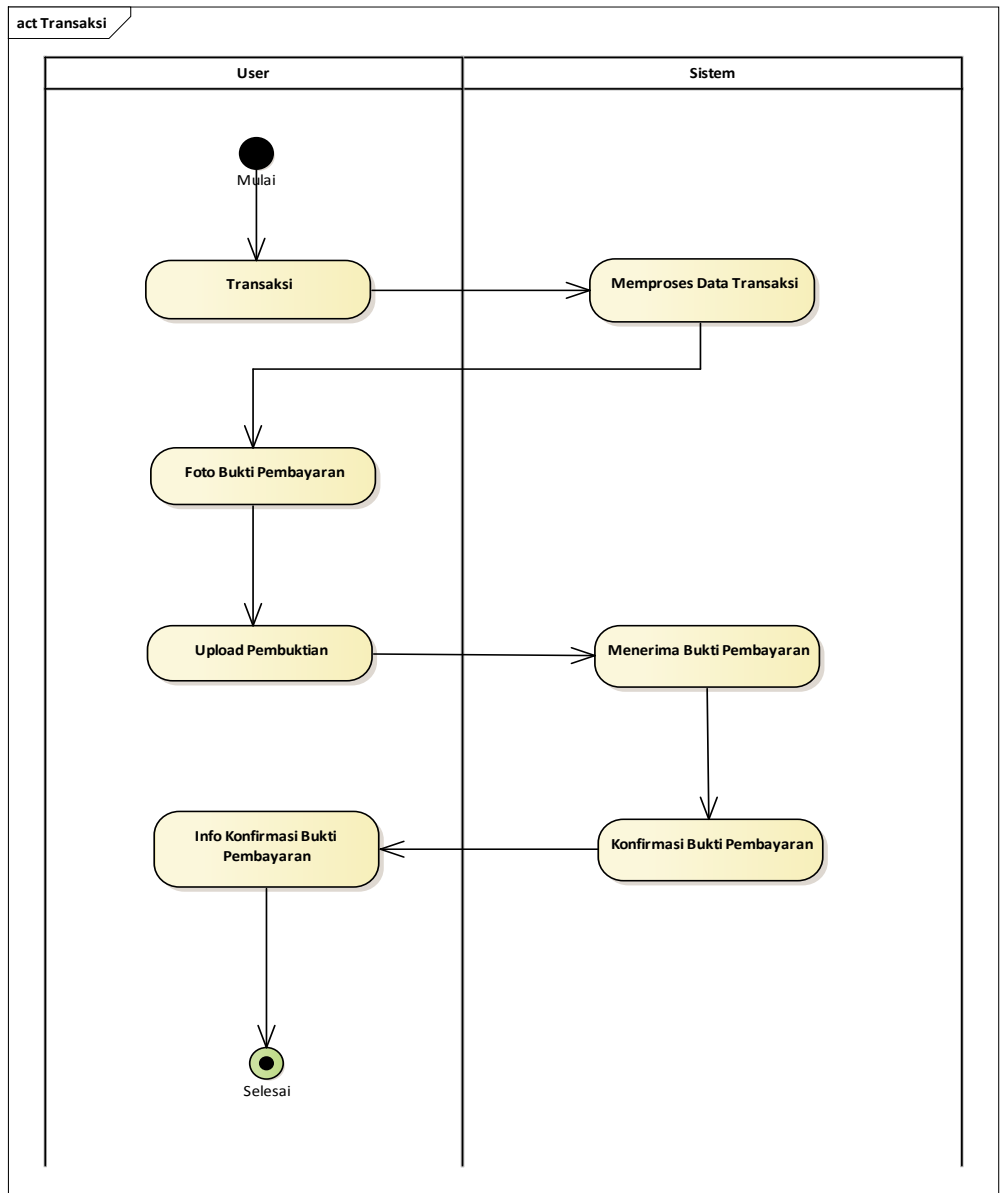 act Transaksi
User
Sistem
Mulai
Transaksi
Memproses Data Transaksi
Foto Bukti Pembayaran
Upload Pembuktian
Menerima Bukti Pembayaran
Info Konfirmasi Bukti
Pembayaran
Konfirmasi Bukti Pembayaran
Selesai